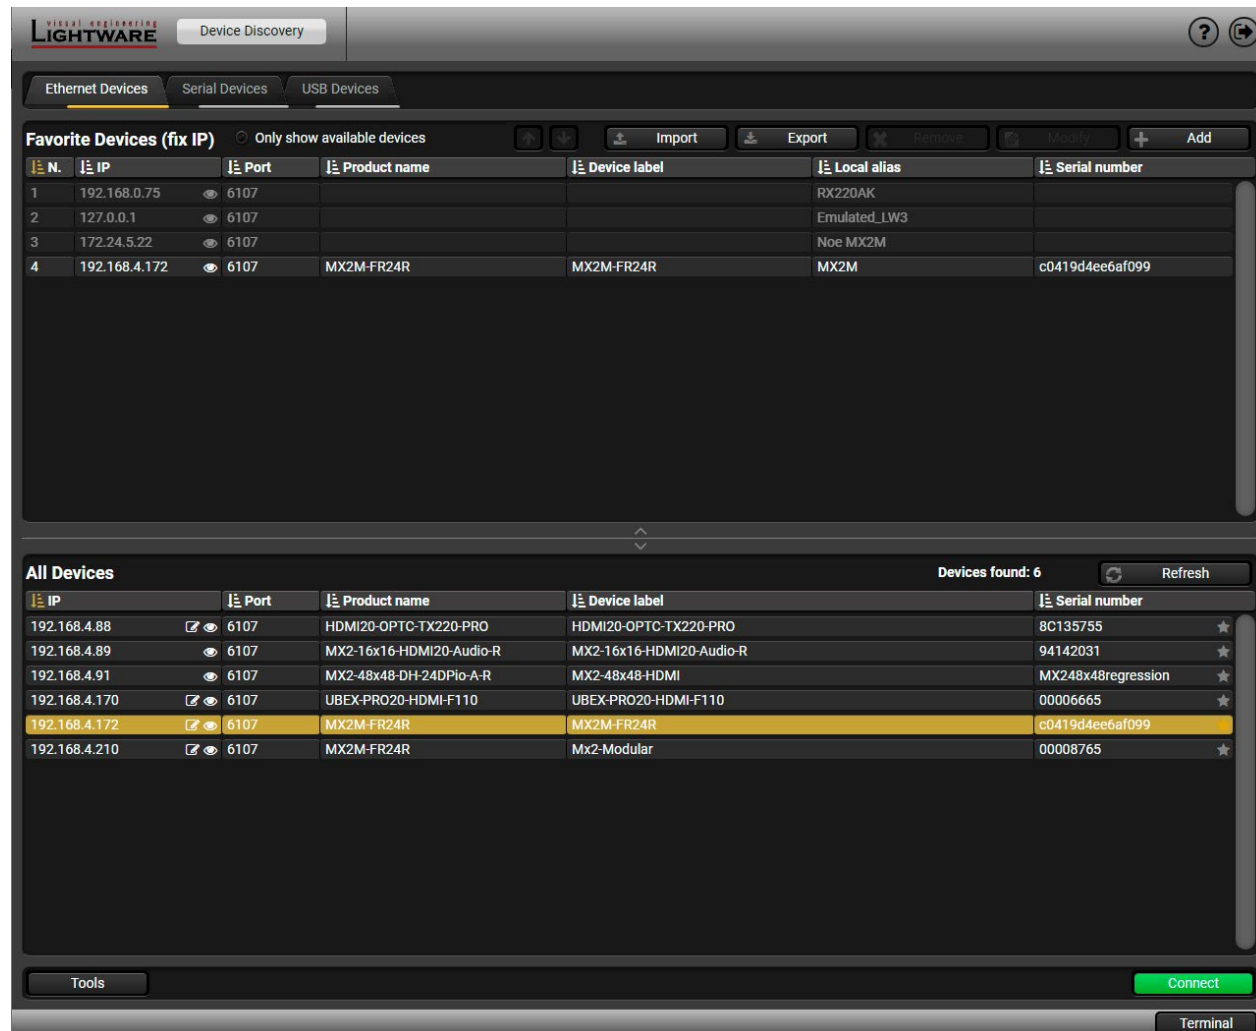 visual engineering
LIGHTWARE
Device Discovery
?
Ethernet Devices Serial Devices USB Devices
Favorite Devices (fix IP) Only show available devices Import Export Remove Modify Add
N. IP Port Product name Device label Local alias Serial number
1 192.168.0.75 6107 RX220AK
2 127.0.0.1 6107 Emulated_LW3
3 172.24.5.22 6107 Noe MX2M
4 192.168.4.172 6107 MX2M-FR24R MX2M-FR24R MX2M c0419d4ee6af099
All Devices Devices found: 6 Refresh
IP Port Product name Device label Serial number
192.168.4.88 6107 HDMI20-OPTC-TX220-PRO HDMI20-OPTC-TX220-PRO 8C135755
192.168.4.89 6107 MX2-16x16-HDMI20-Audio-R MX2-16x16-HDMI20-Audio-R 94142031
192.168.4.91 6107 MX2-48x48-DH-24DPio-A-R MX2-48x48-HDMI MX248x48regression
192.168.4.170 6107 UBEX-PRO20-HDMI-F110 UBEX-PRO20-HDMI-F110 00006665
192.168.4.172 6107 MX2M-FR24R MX2M-FR24R c0419d4ee6af099
192.168.4.210 6107 MX2M-FR24R Mx2-Modular 00008765
Tools Connect
Terminal